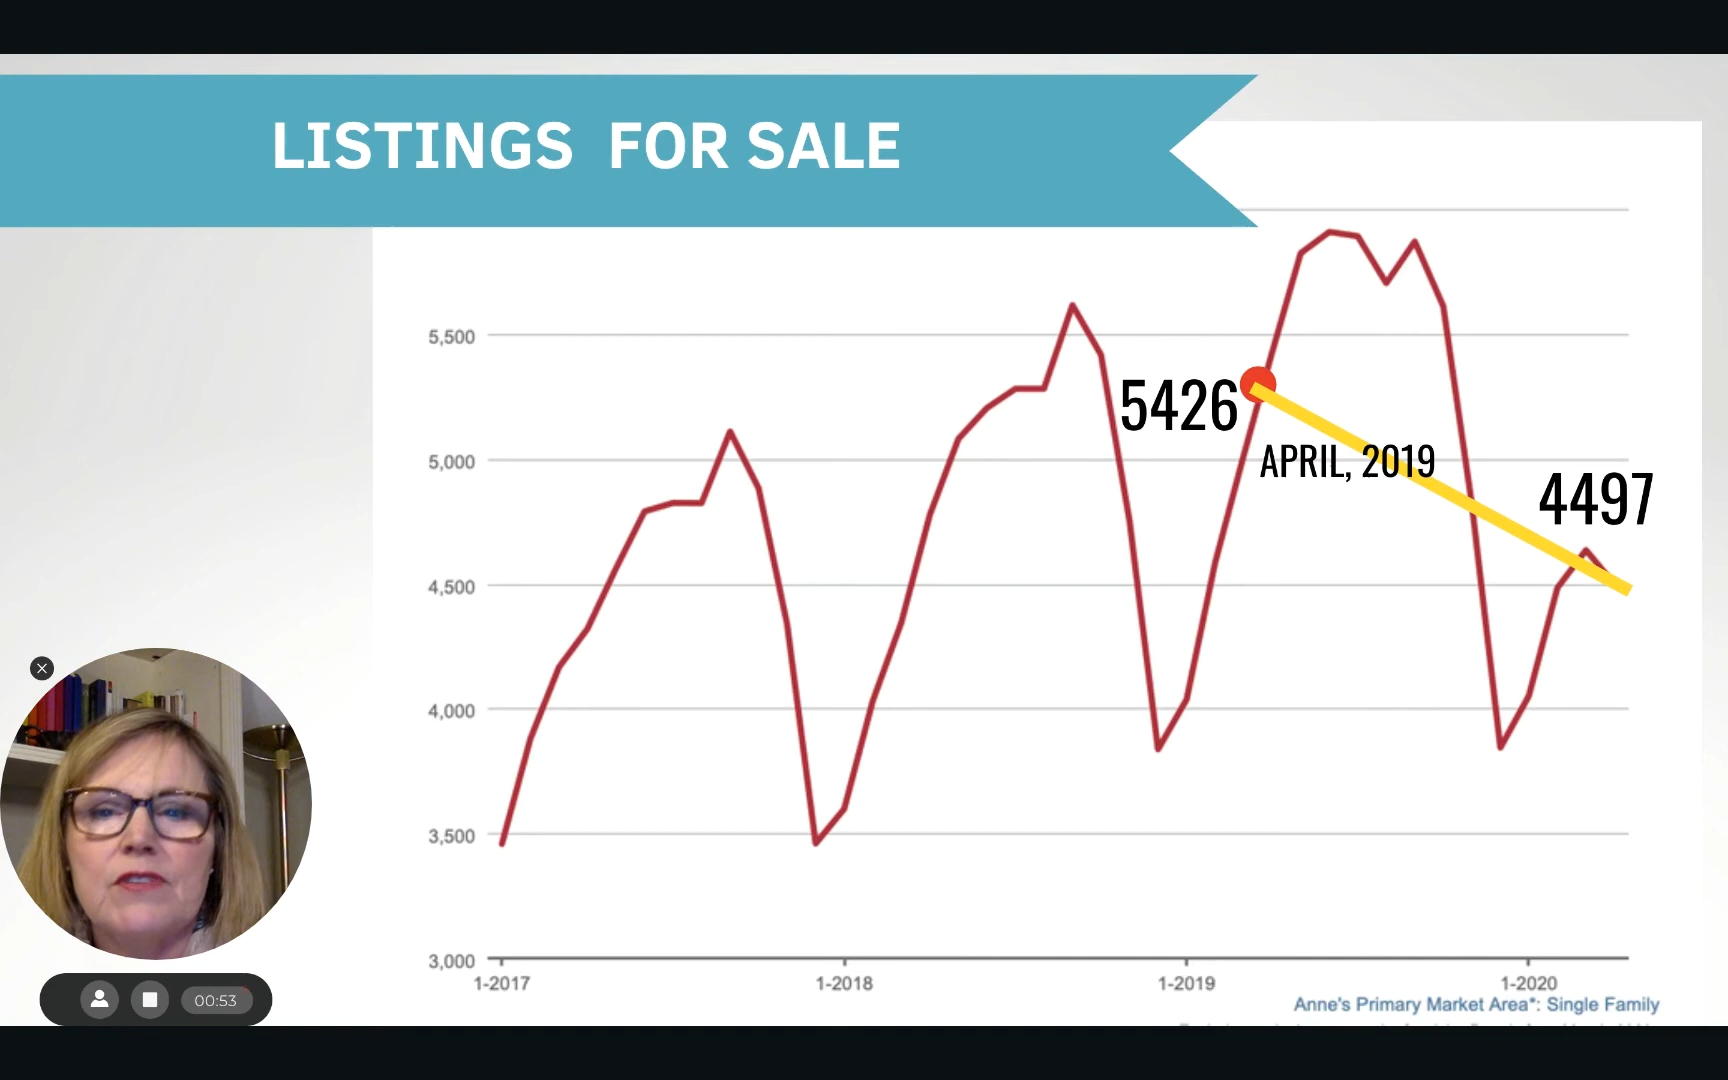 LISTINGS FOR SALE
5,500
5426
APRIL, 2019
5,000
4497
4,500
4,000
3,500
3,000
1-2017 1-2018 1-2019 1-2020
Anne's Primary Market Area*: Single Family
00:53